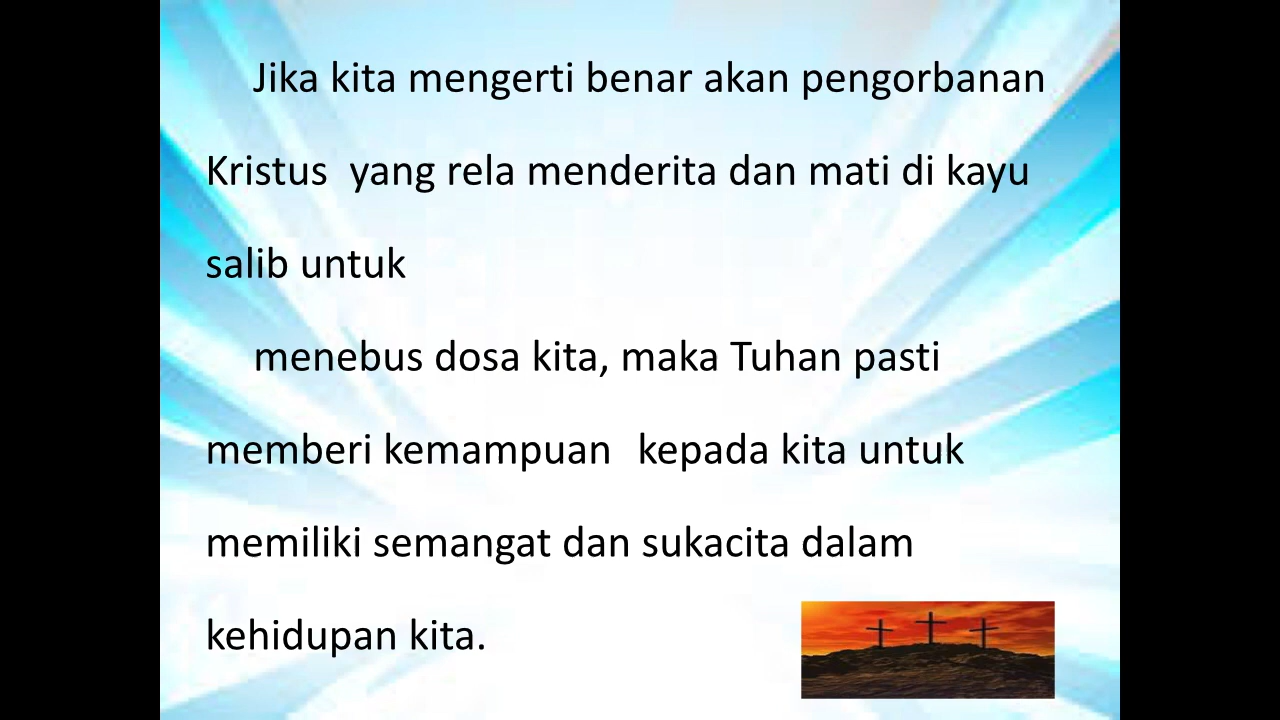 Jika kita mengerti benar akan pengorbanan
Kristus yang rela menderita dan mati di kayu
salib untuk
menebus dosa kita, maka Tuhan pasti
memberi kemampuan kepada kita untuk
memiliki semangat dan sukacita dalam
kehidupan kita.